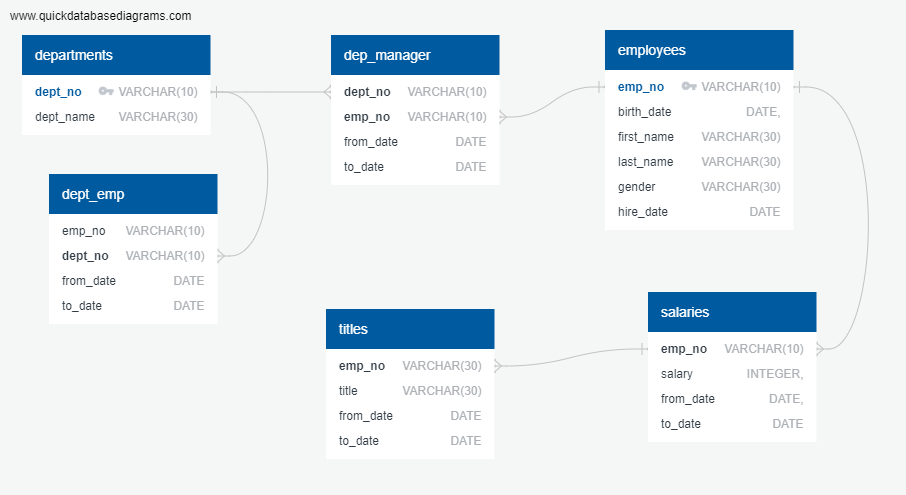 www.quickdatabasediagrams.com
departments
dept_no VARCHAR(10)
dept_name VARCHAR(30)
dep_manager
dept_no VARCHAR(10)
emp_no VARCHAR(10)
from_date DATE
to_date DATE
employees
emp_no VARCHAR(10)
birth_date DATE,
first_name VARCHAR(30)
last_name VARCHAR(30)
gender VARCHAR(30)
hire_date DATE
dept_emp
emp_no VARCHAR(10)
dept_no VARCHAR(10)
from_date DATE
to_date DATE
titles
emp_no VARCHAR(30)
title VARCHAR(30)
from_date DATE
to_date DATE
salaries
emp_no VARCHAR(10)
salary INTEGER,
from_date DATE,
to_date DATE